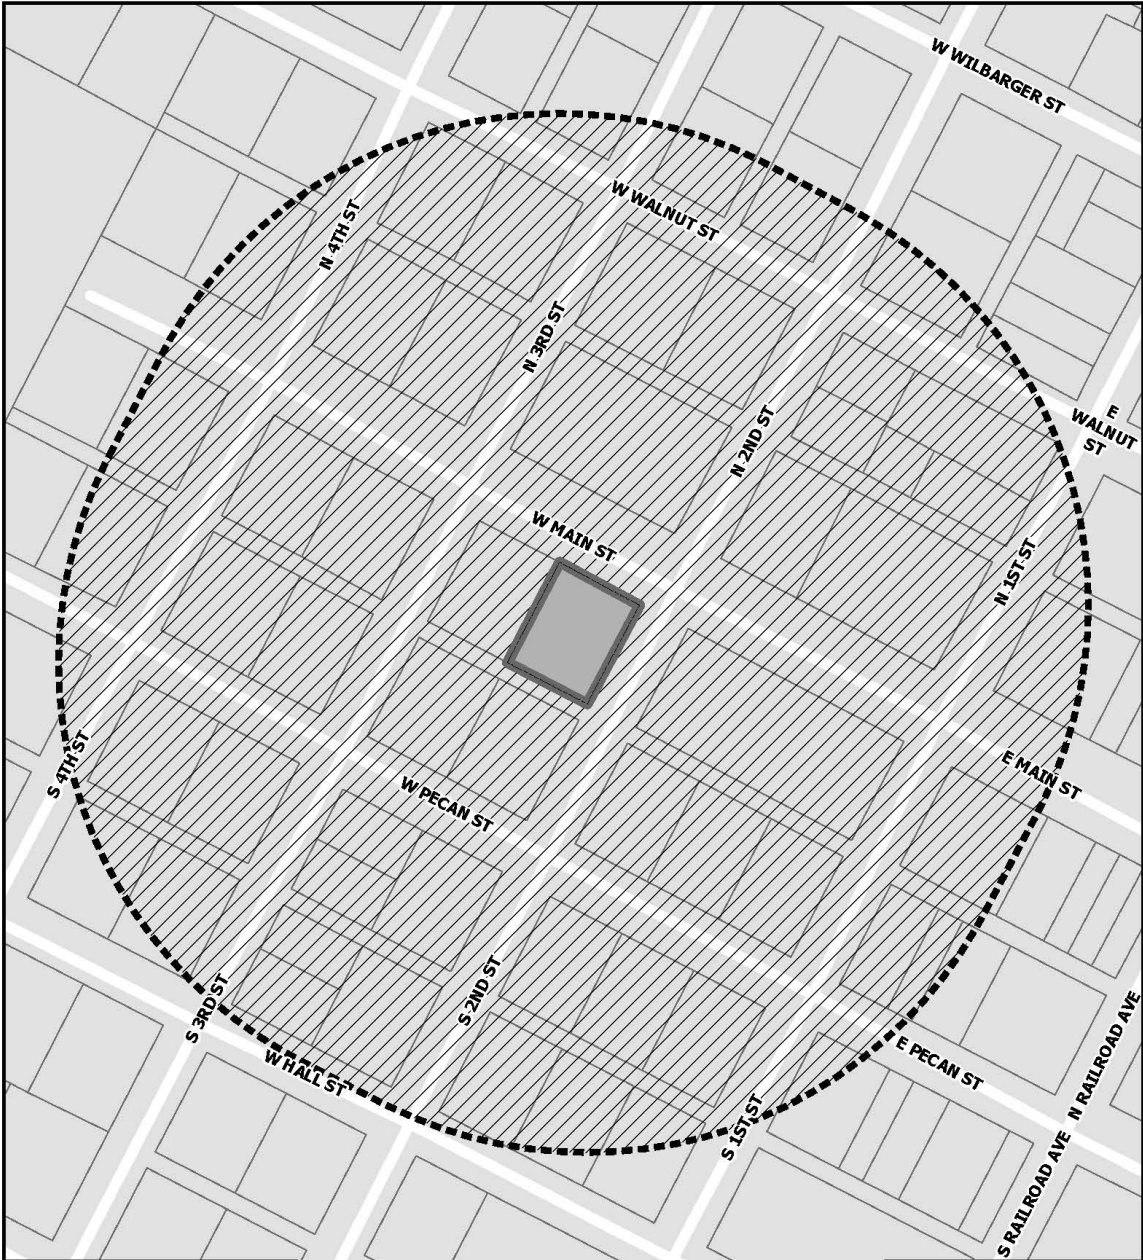 W WILBARGER ST
W WALNUT ST
N 4TH ST
N 3RD ST
N 2ND ST
E
WALNUT
ST
W MAIN ST
N 1ST ST
S 4TH ST
E MAIN ST
W PECAN ST
S 2ND ST
S 3RD ST
W HALL ST
E PECAN ST
N RAILROAD AVE
S 1ST ST
S RAILROAD AVE